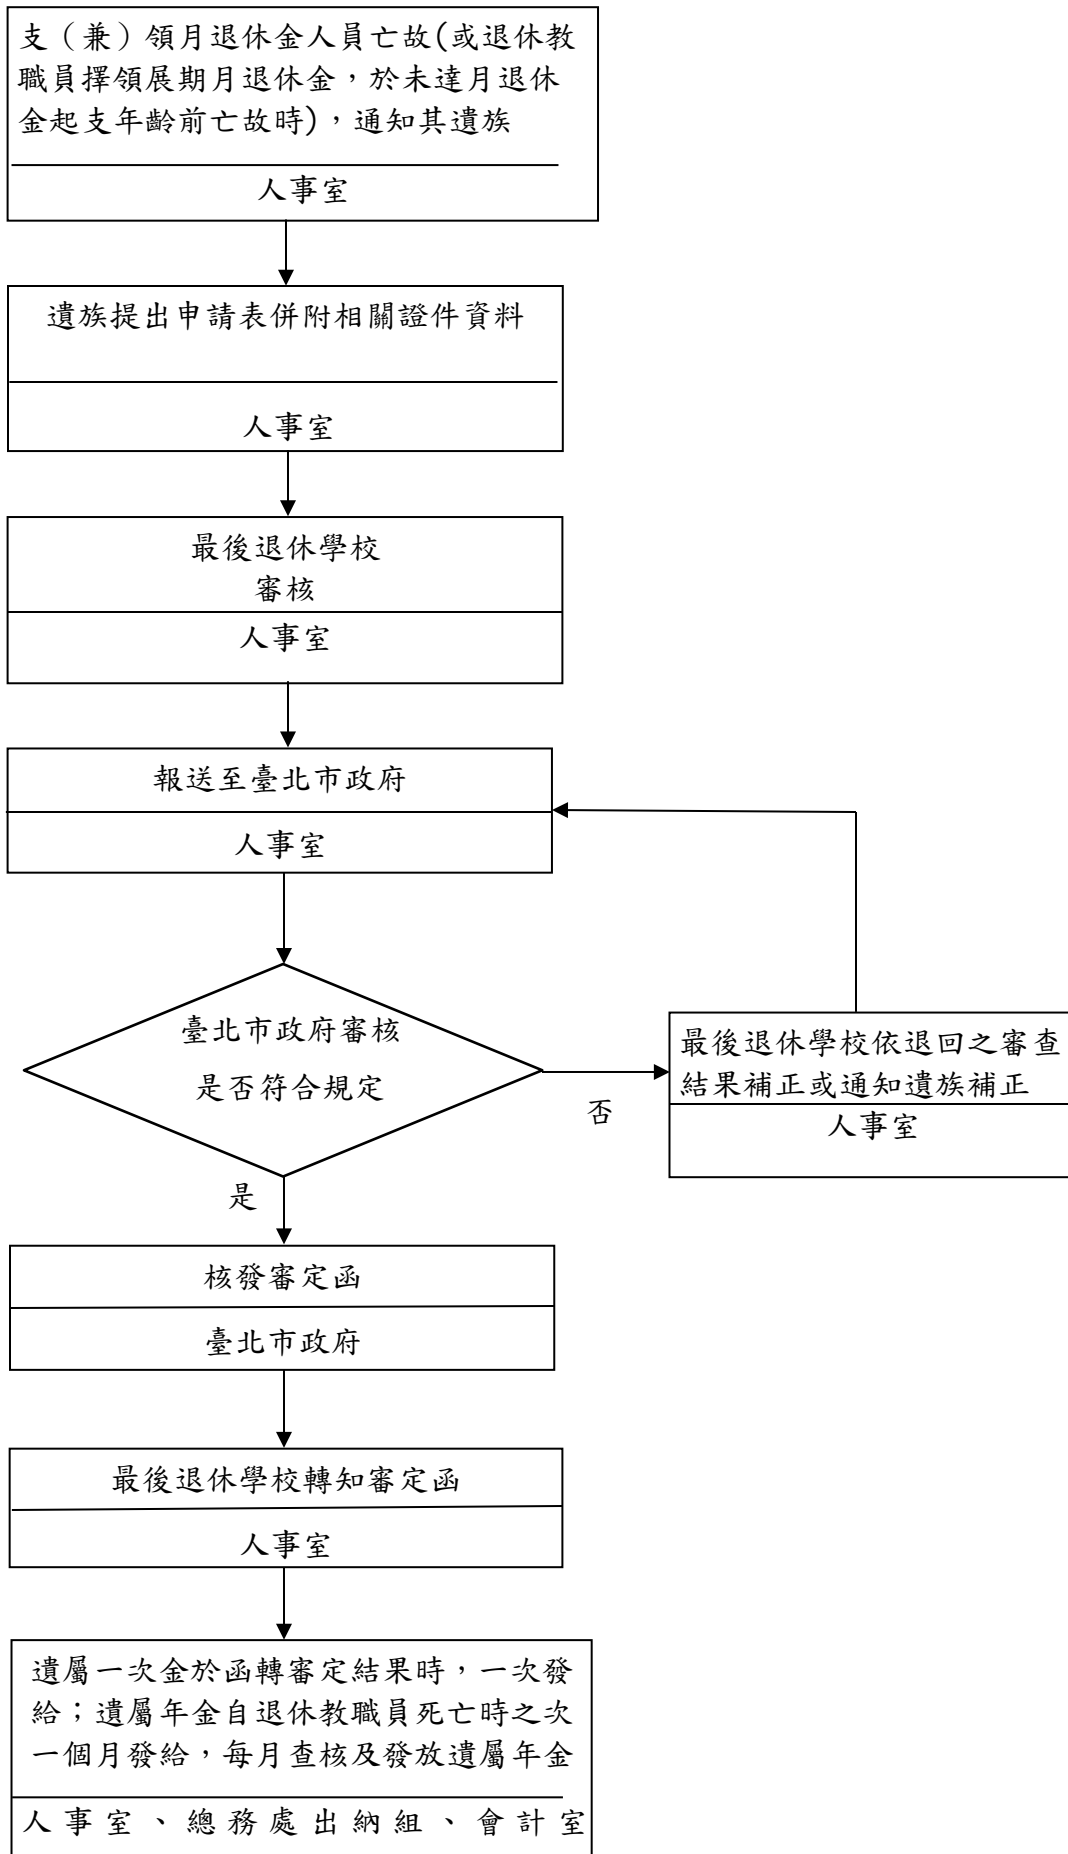 支（兼）領月退休金人員亡故(或退休教
職員擇領展期月退休金，於未達月退休
金起支年齡前亡故時)，通知其遺族
人事室
遺族提出申請表併附相關證件資料
人事室
最後退休學校
審核
人事室
報送至臺北市政府
人事室
臺北市政府審核
是否符合規定
否
最後退休學校依退回之審查
結果補正或通知遺族補正
人事室
是
核發審定函
臺北市政府
最後退休學校轉知審定函
人事室
遺屬一次金於函轉審定結果時，一次發
給；遺屬年金自退休教職員死亡時之次
一個月發給，每月查核及發放遺屬年金
人事室、總務處出納組、會計室